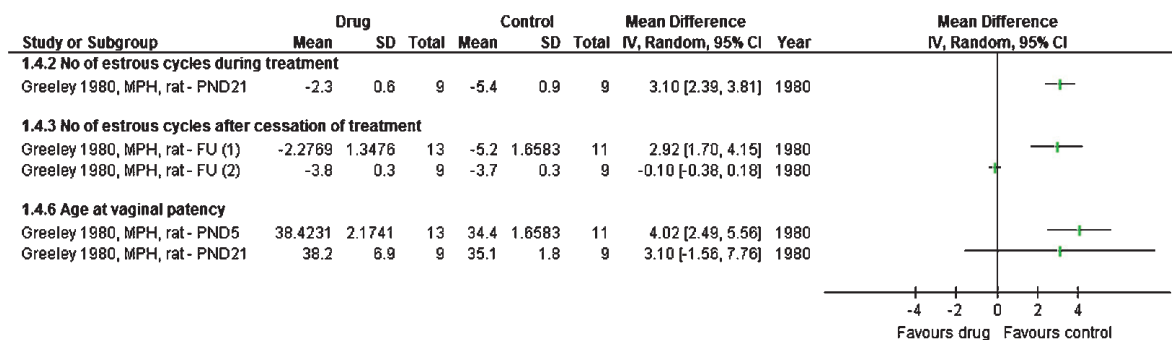 Drug Control Mean Difference Mean Difference
Study or Subgroup Mean SD Total Mean SD Total IV, Random, 95% CI Year IV, Random, 95% CI
1.4.2 No of estrous cycles during treatment
Greeley 1980, MPH, rat - PND21 -2.3 0.6 9 -5.4 0.9 9 3.10 [2.39, 3.81] 1980
1.4.3 No of estrous cycles after cessation of treatment
Greeley 1980, MPH, rat - FU (1) -2.2769 1.3476 13 -5.2 1.6583 11 2.92 [1.70, 4.15] 1980
Greeley 1980, MPH, rat - FU (2) -3.8 0.3 9 -3.7 0.3 9 -0.10 [-0.38, 0.18] 1980
1.4.6 Age at vaginal patency
Greeley 1980, MPH, rat - PND5 38.4231 2.1741 13 34.4 1.6583 11 4.02 [2.49, 5.56] 1980
Greeley 1980, MPH, rat - PND21 38.2 6.9 9 35.1 1.8 9 3.10 [-1.56, 7.76] 1980
-4 -2 0 2 4
Favours drug Favours control